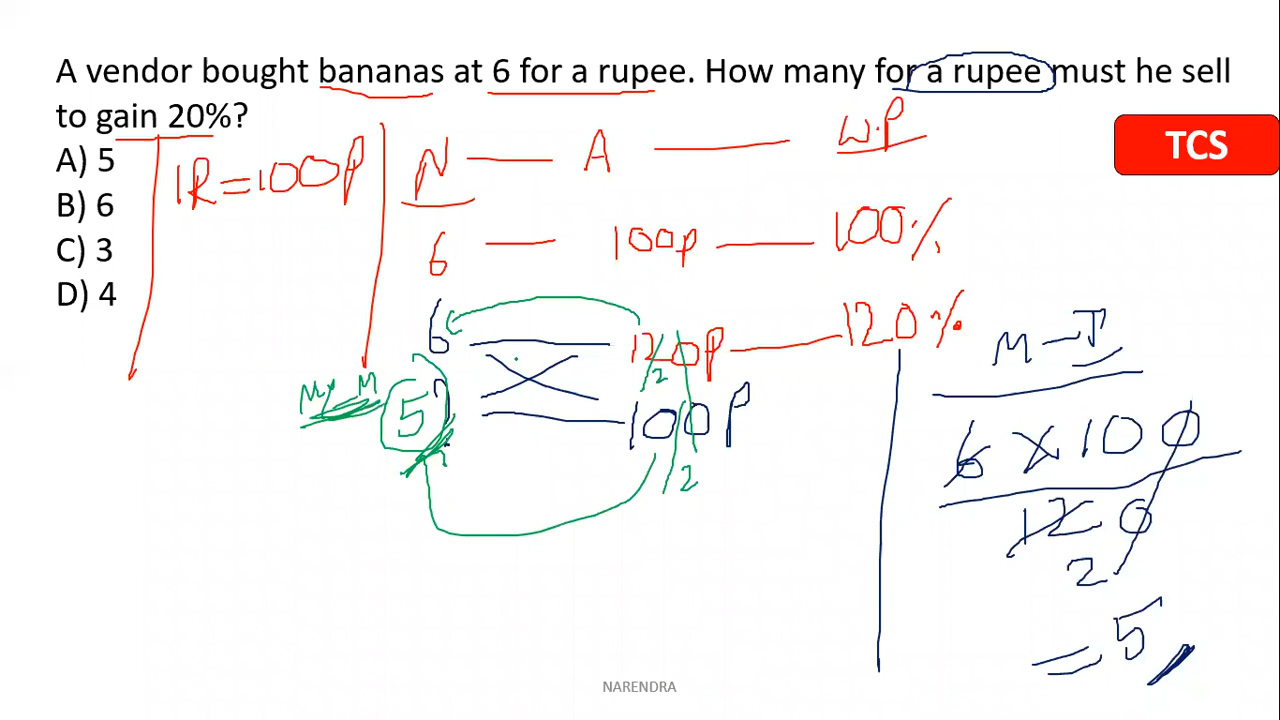 A vendor bought bananas at 6 for a rupee. How many for a rupee must he sell
to gain 20%?
TCS
A) 5
B) 6
C) 3
D) 4
1R=100P
N — A — W.P
6 — 100P — 100%
6 120P — 120%
2
5 100P
2
M-I
6 x 100
120
2
= 5
NARENDRA